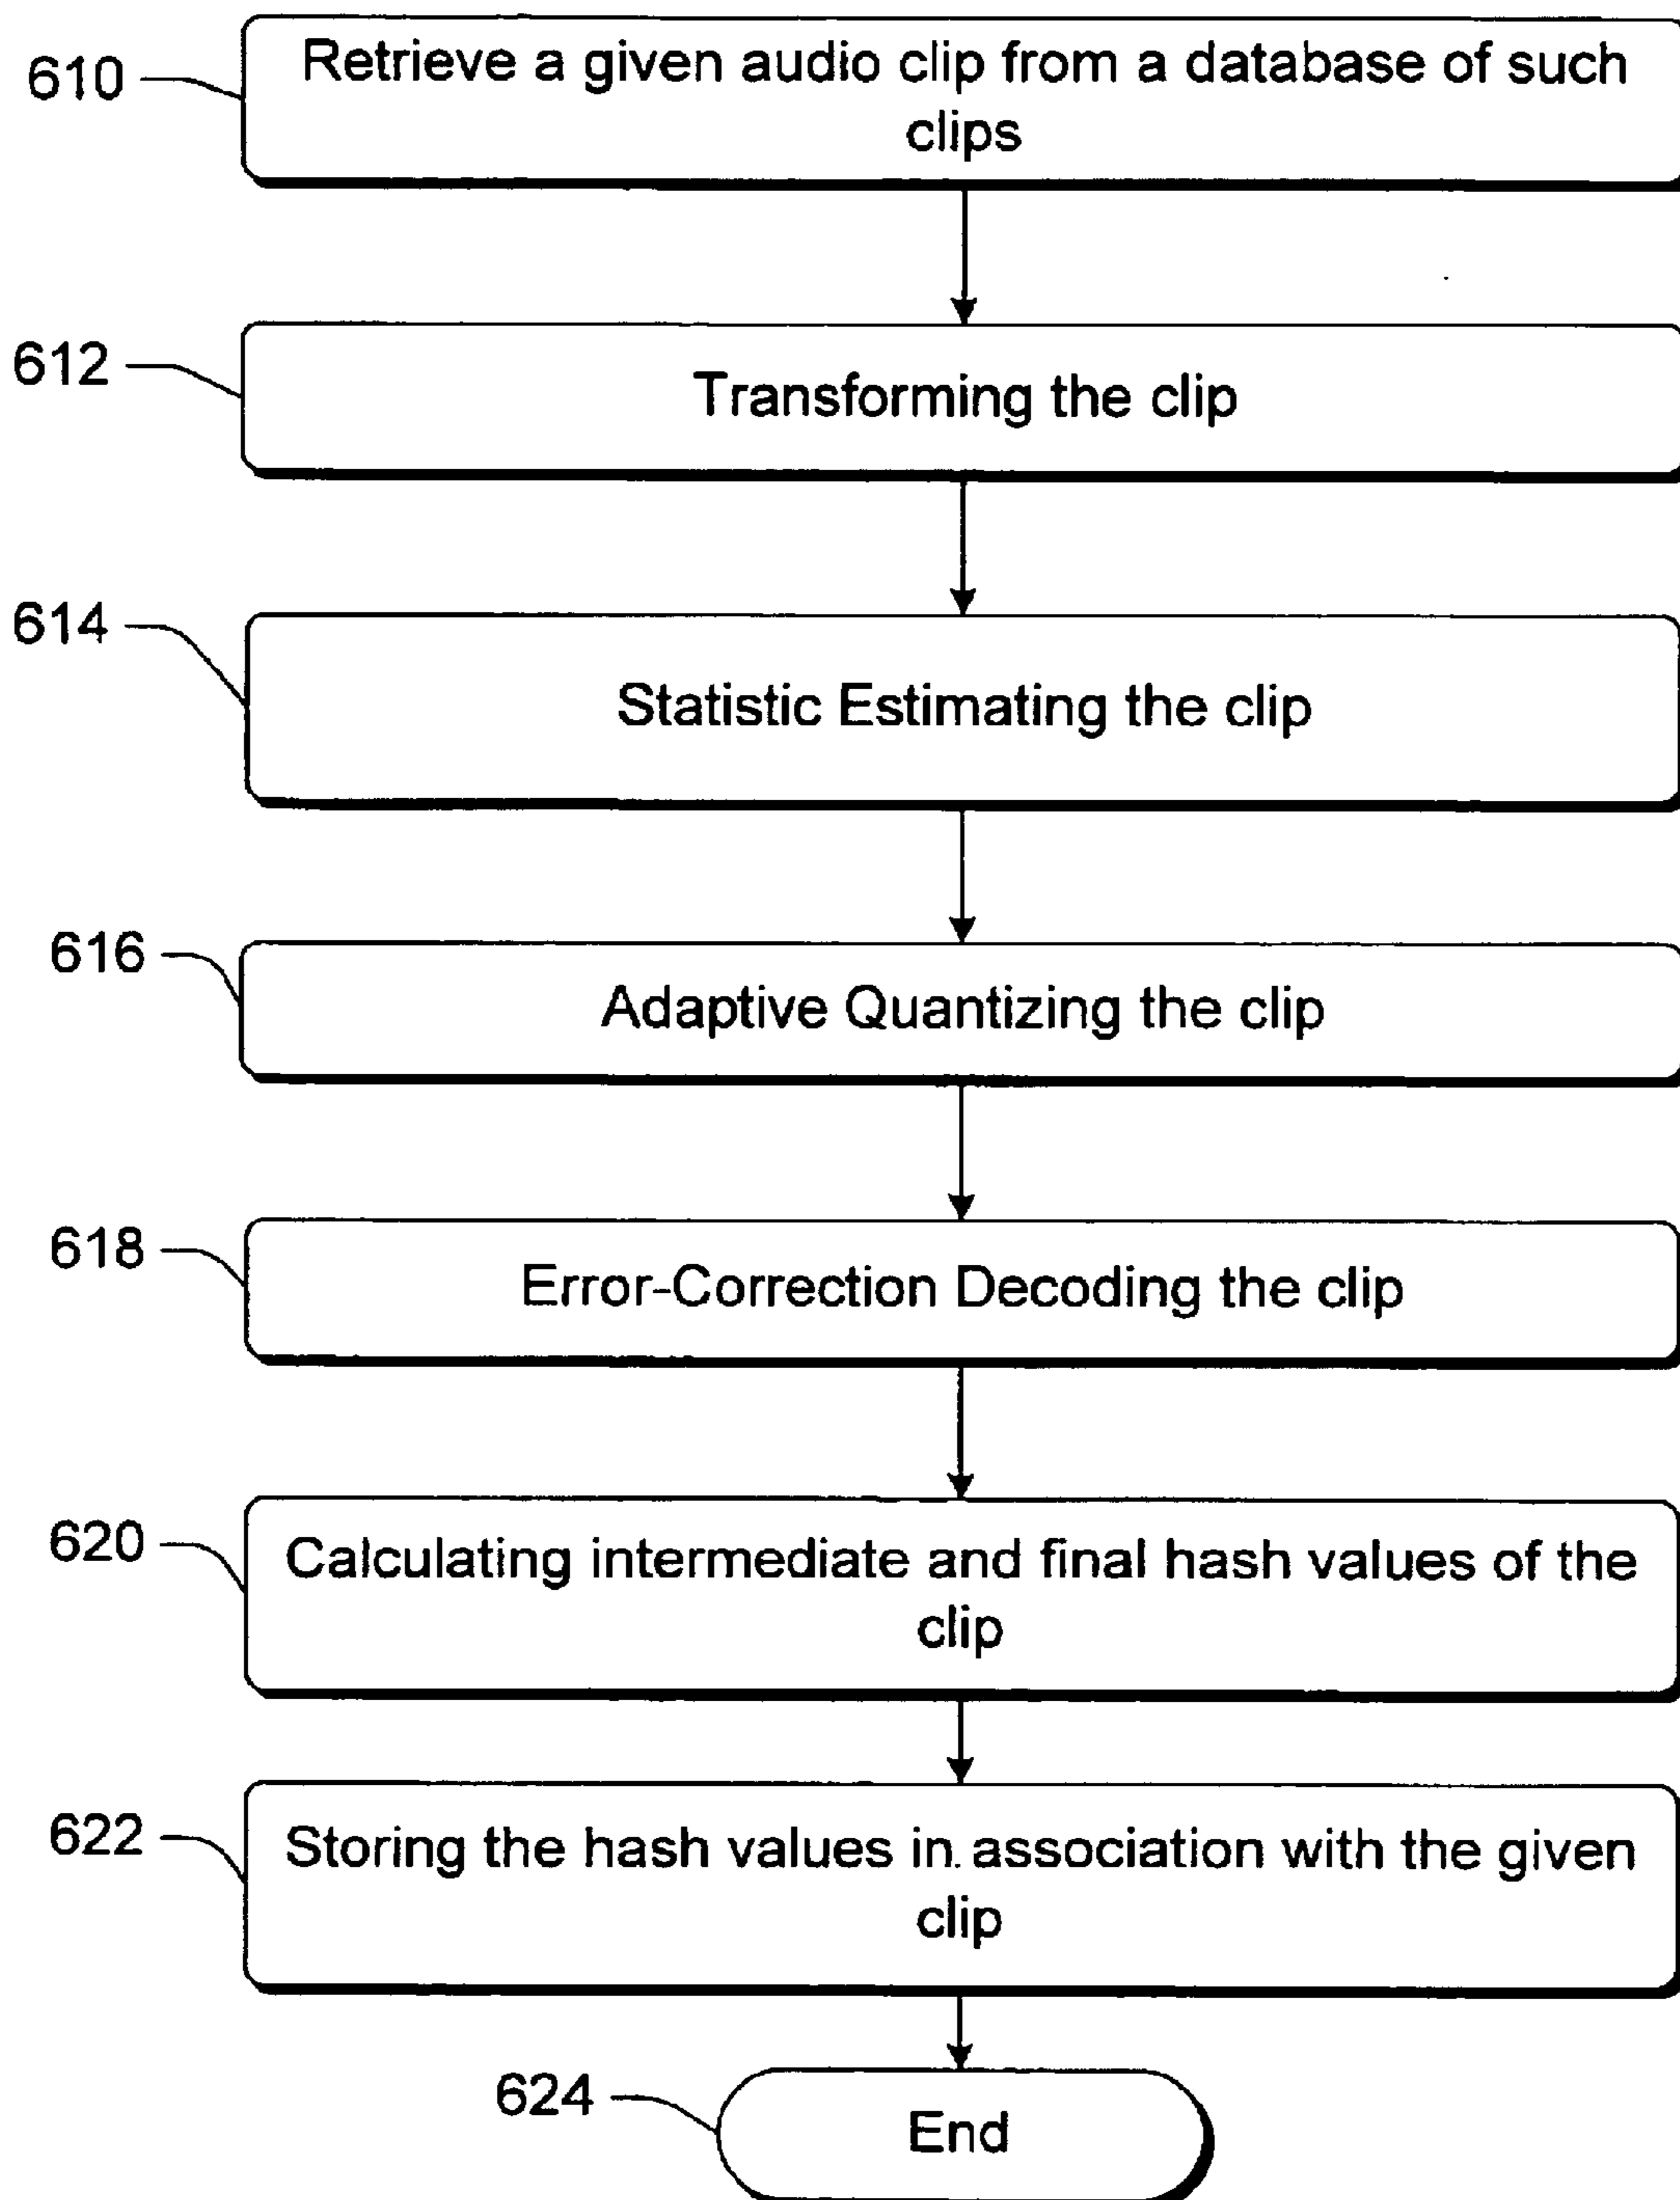 610
Retrieve a given audio clip from a database of such
clips
612
Transforming the clip
614
Statistic Estimating the clip
616
Adaptive Quantizing the clip
618
Error-Correction Decoding the clip
620
Calculating intermediate and final hash values of the
clip
622
Storing the hash values in association with the given
clip
624
End